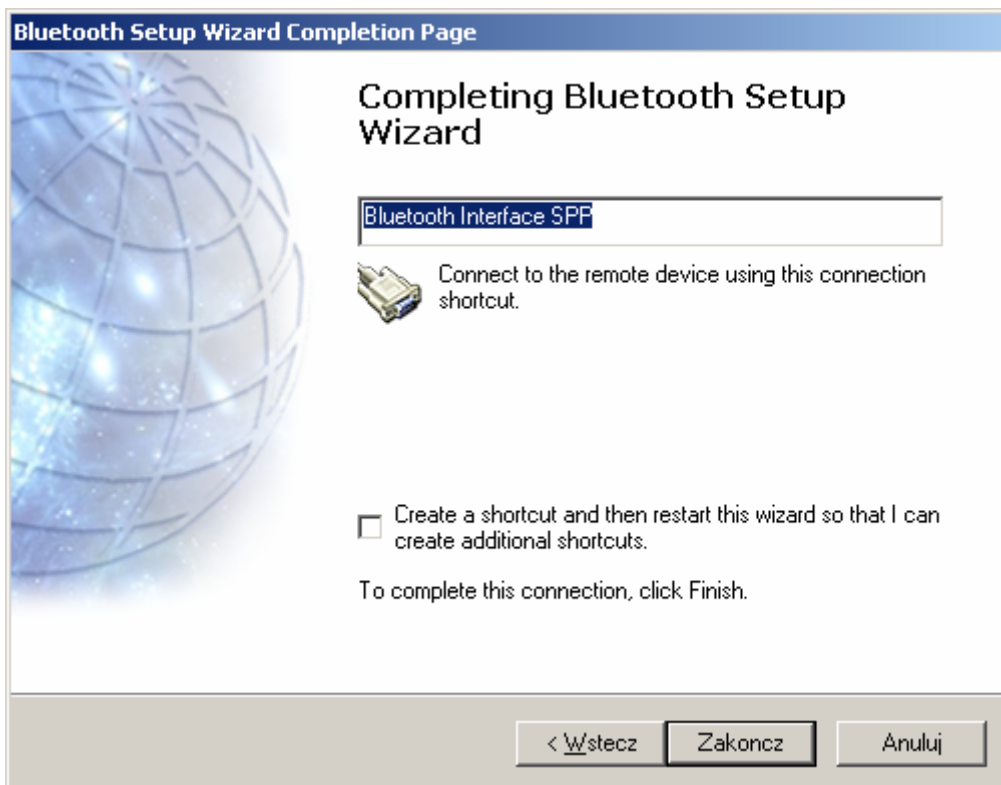 Bluetooth Setup Wizard Completion Page
Completing Bluetooth Setup
Wizard
Bluetooth Interface SPP
Connect to the remote device using this connection
shortcut.
Create a shortcut and then restart this wizard so that I can
create additional shortcuts.
To complete this connection, click Finish.
< Wstecz
Zakoncz
Anuluj